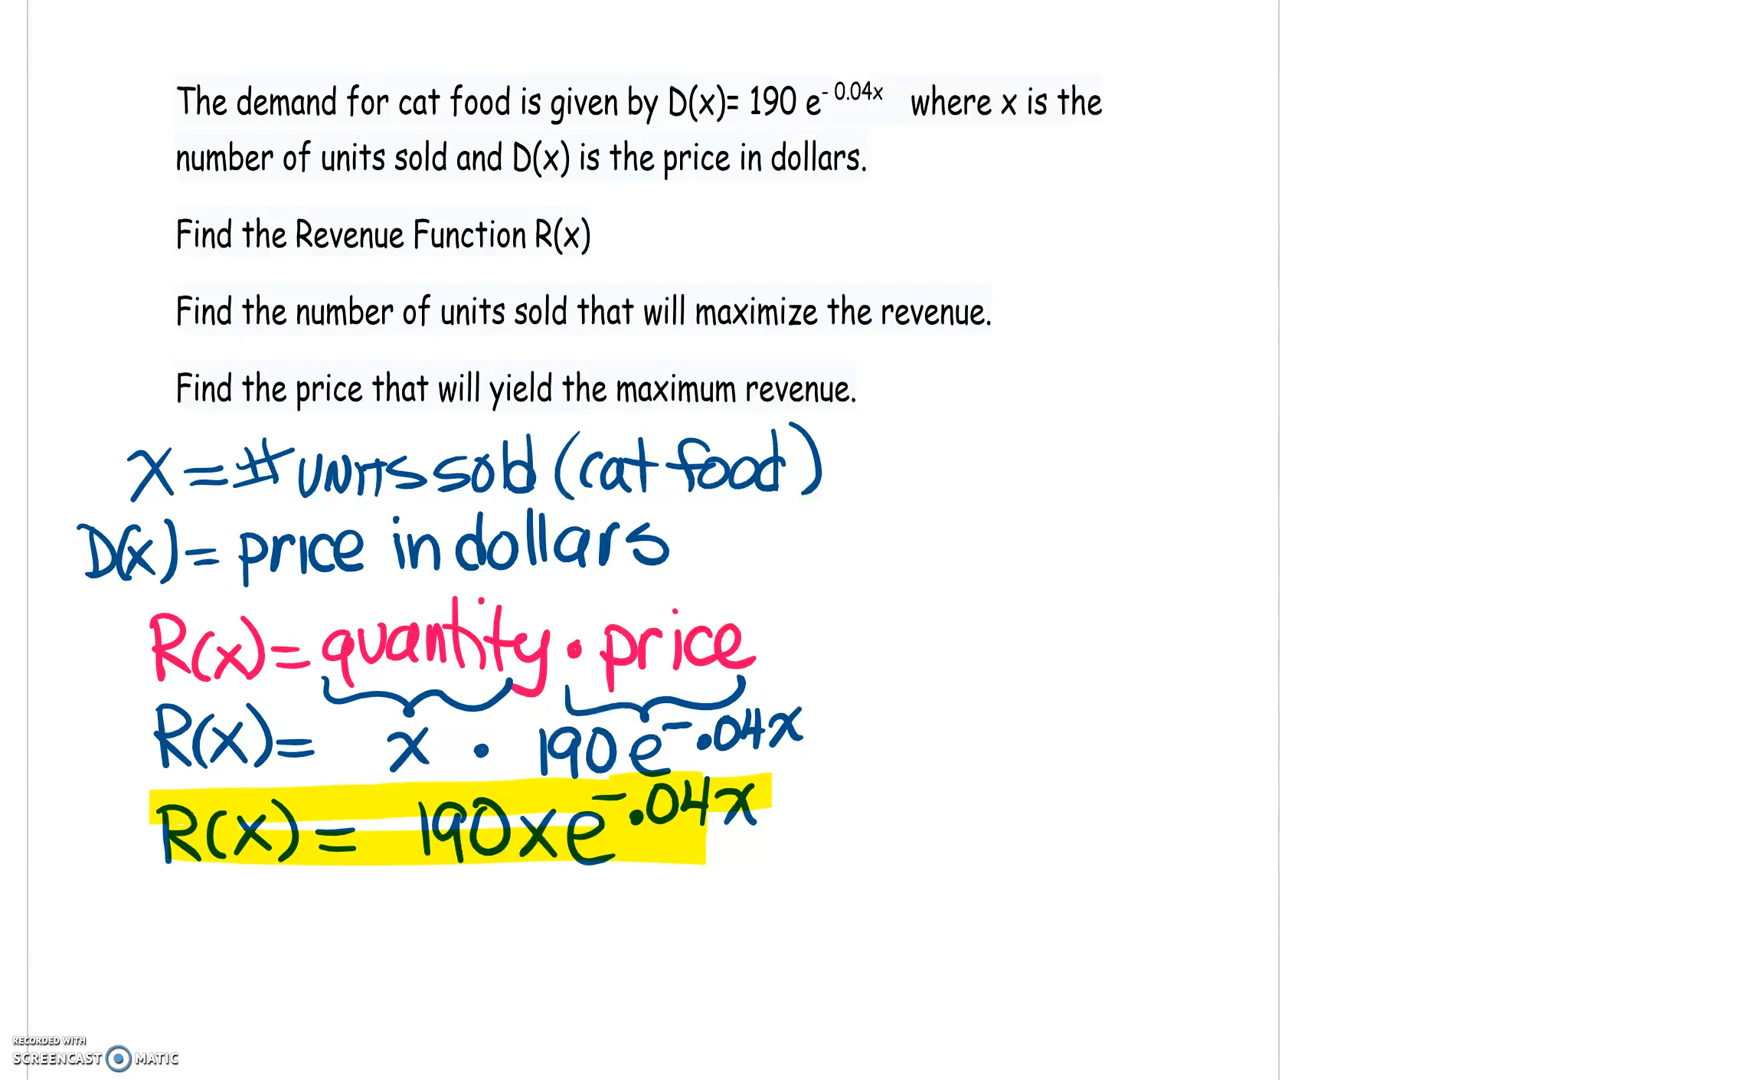 The demand for cat food is given by D(x)= 190 e^- 0.04x where x is the
number of units sold and D(x) is the price in dollars.
Find the Revenue Function R(x)
Find the number of units sold that will maximize the revenue.
Find the price that will yield the maximum revenue.
X = # UNITS sold (cat food)
D(x) = price in dollars
R(x) = quantity · price
R(x) = x · 190e^-.04x
R(x) = 190xe^-.04x
RECORDED WITH
SCREENCAST MATIC